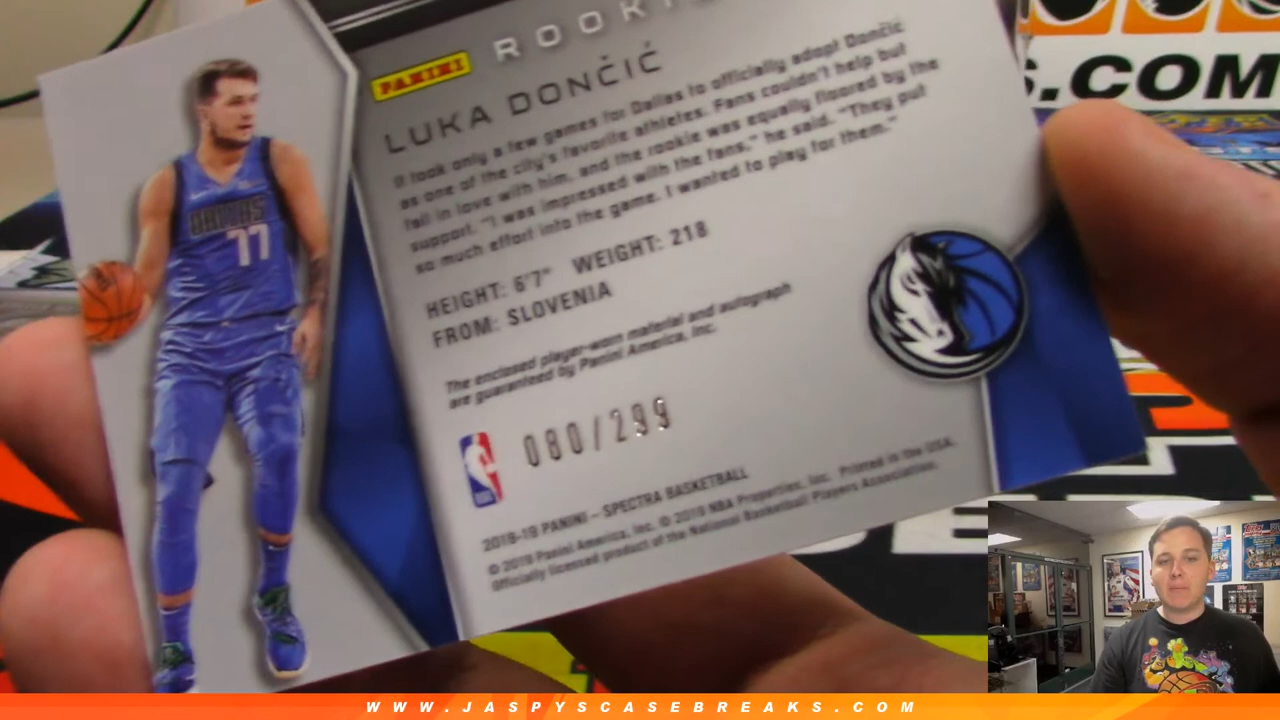 PANINI
ROOKI
LUKA DONČIĆ
It took only a few games for Dallas to officially adopt Dončić
as one of the city's favorite athletes. Fans couldn't help but
fall in love with him, and the rookie was equally floored by the
support. "I was impressed with the fans," he said. "They put
so much effort into the game. I wanted to play for them."
HEIGHT: 6'7" WEIGHT: 218
FROM: SLOVENIA
The enclosed player-worn material and autograph
are guaranteed by Panini America, Inc.
080/299
2018-19 PANINI – SPECTRA BASKETBALL
© 2019 Panini America, Inc. © 2019 NBA Properties, Inc. Printed in the USA.
Officially licensed product of the National Basketball Players Association.
DALLAS
77
S.COM
WWW.JASPYSCASEBREAKS.COM